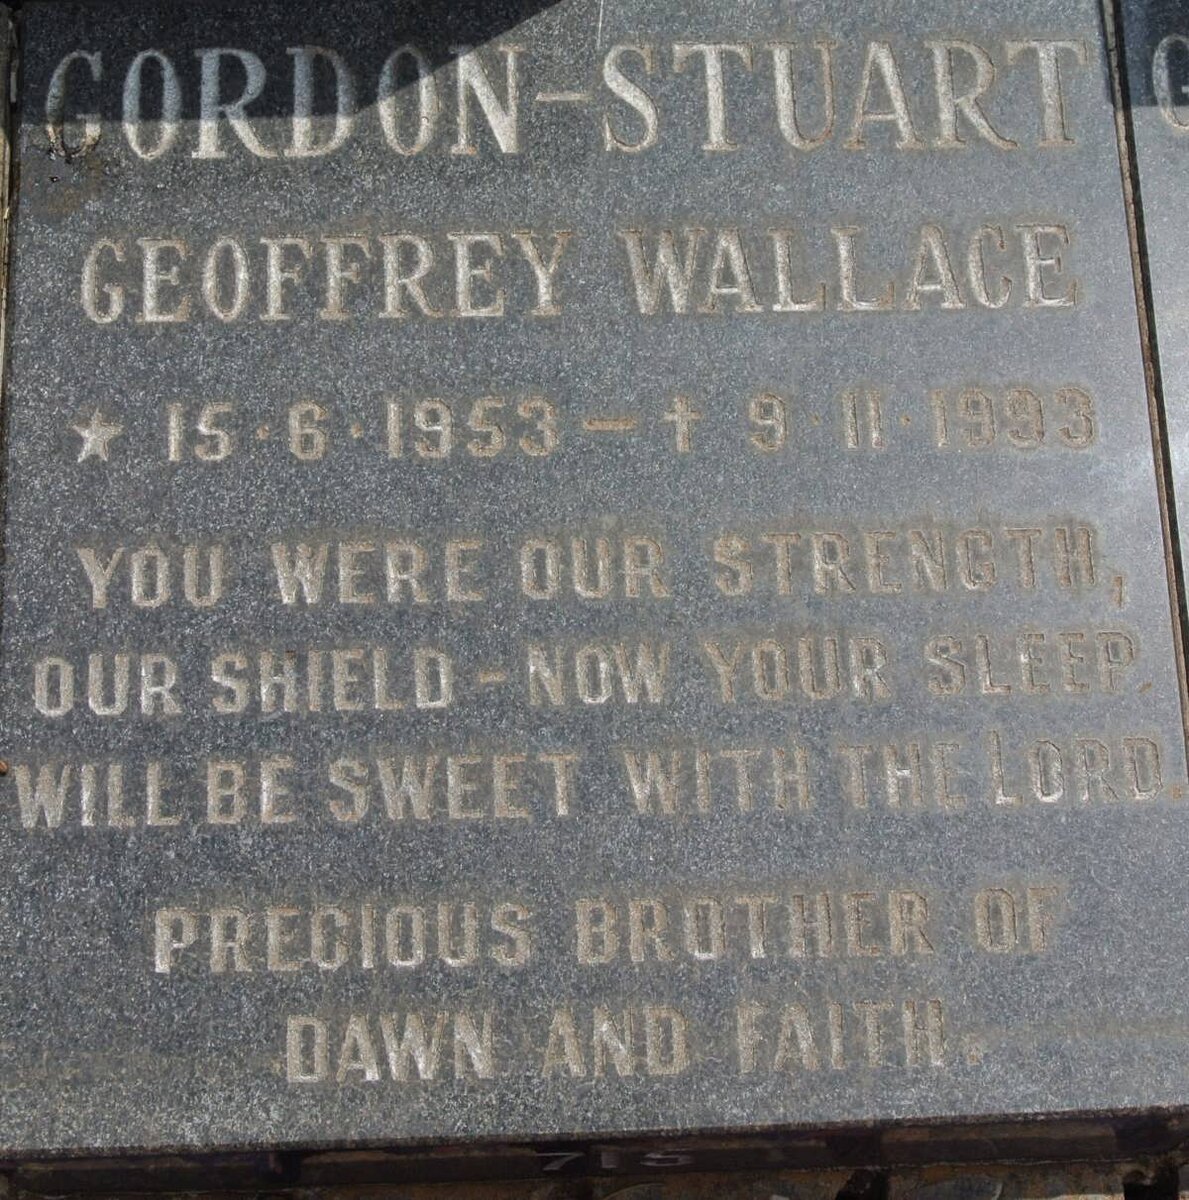 GORDON-STUART
GEOFFREY WALLACE
★ 15·6·1953 – † 9·11·1993
YOU WERE OUR STRENGTH,
OUR SHIELD - NOW YOUR SLEEP
WILL BE SWEET WITH THE LORD.
PRECIOUS BROTHER OF
DAWN AND FAITH.